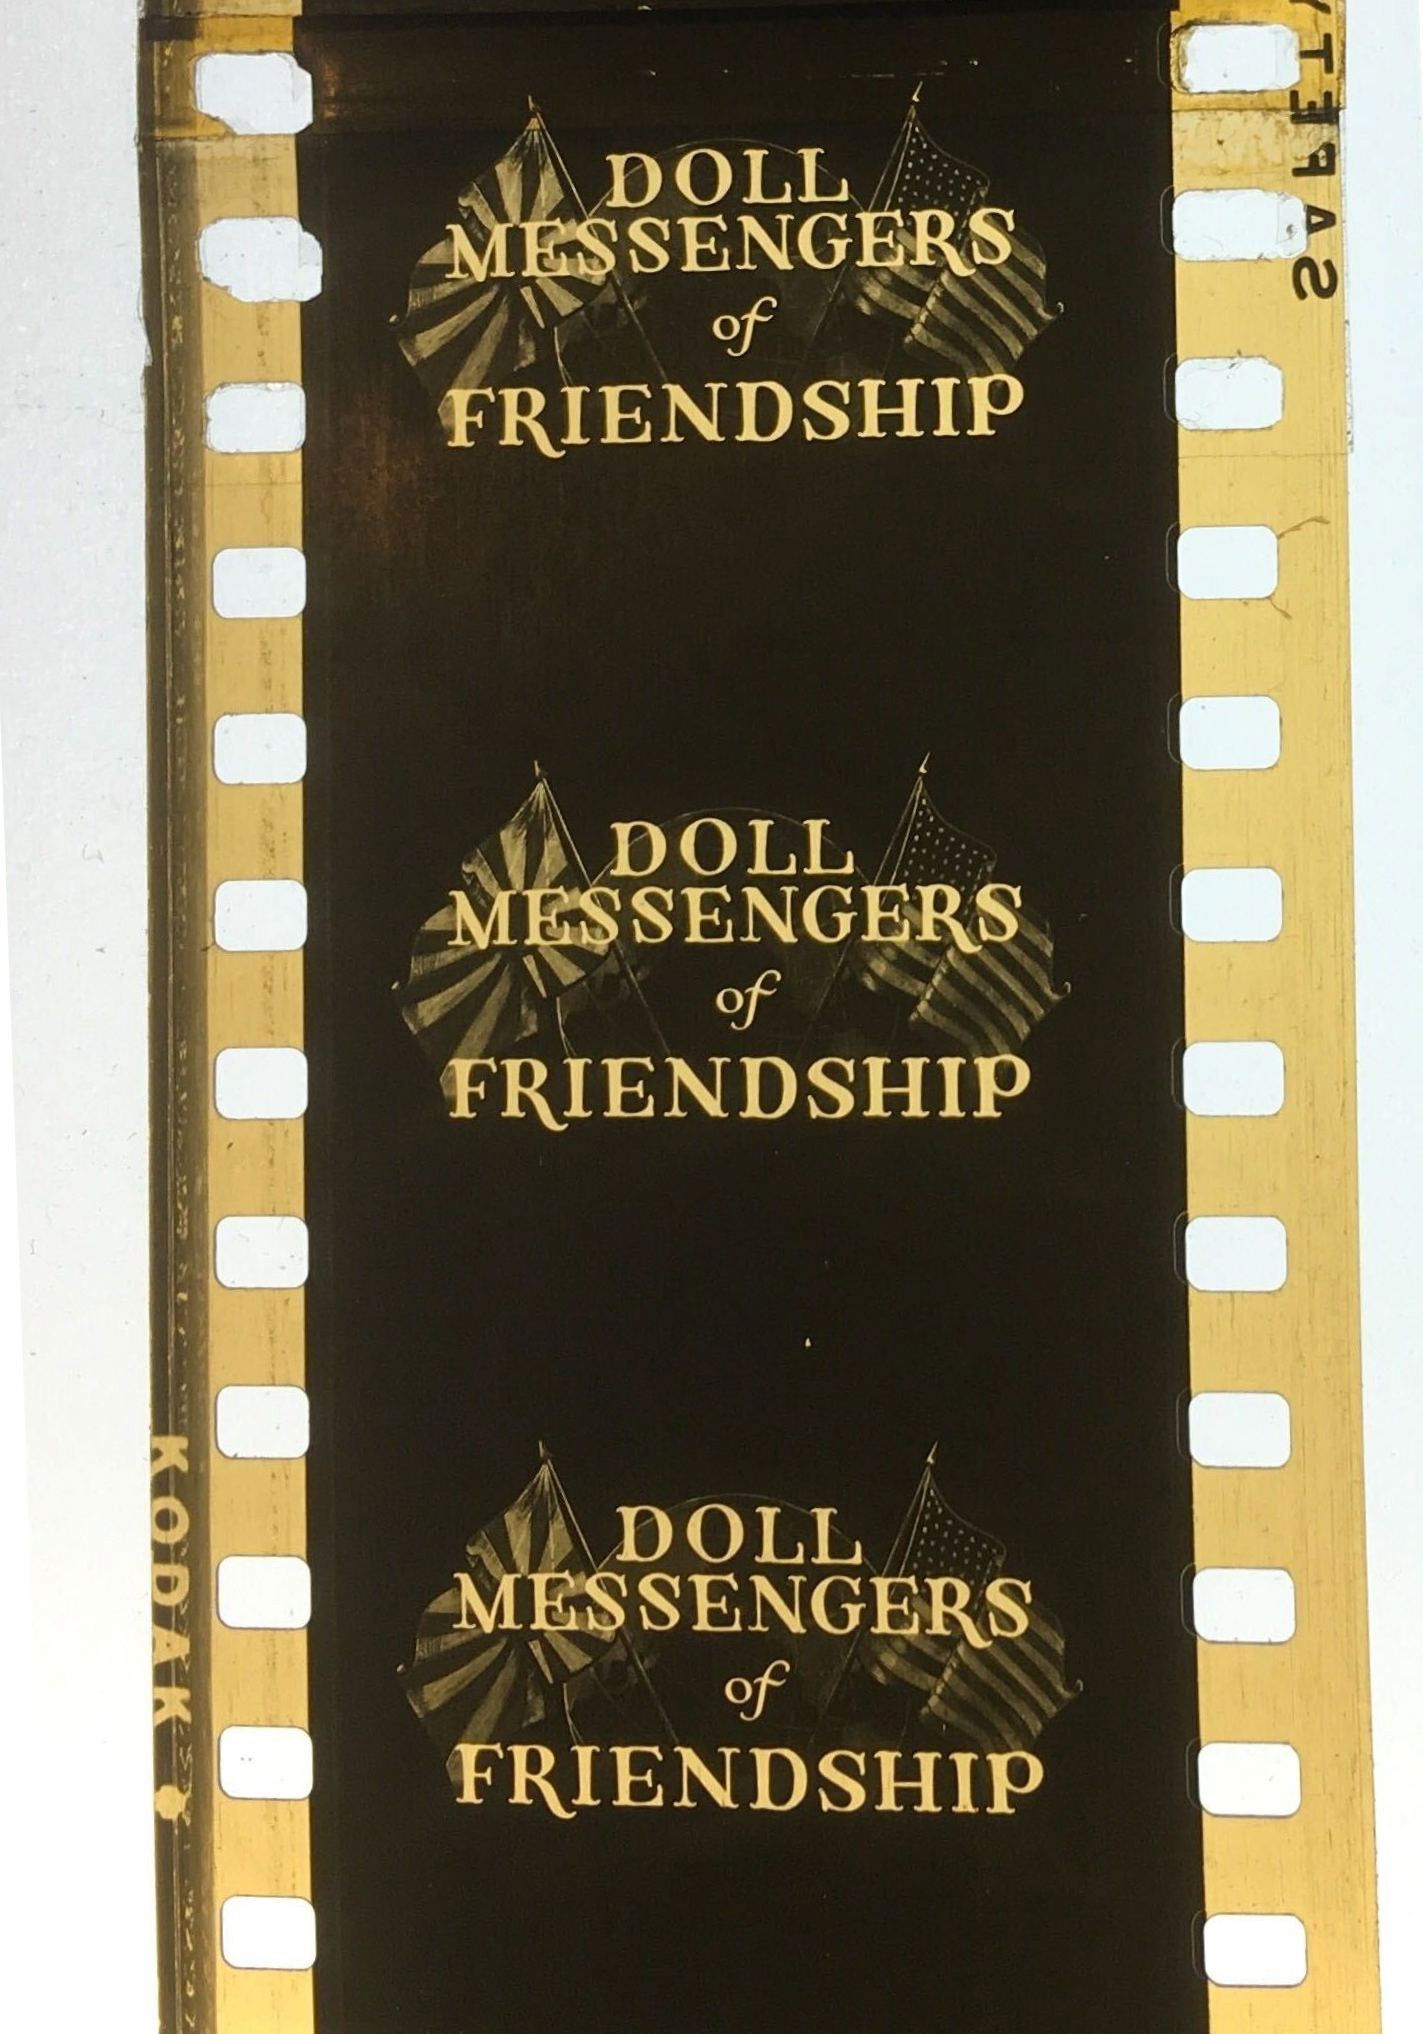 DOLL
MESSENGERS
of
FRIENDSHIP
DOLL
MESSENGERS
of
FRIENDSHIP
DOLL
MESSENGERS
of
FRIENDSHIP
SAFETY
KODAK